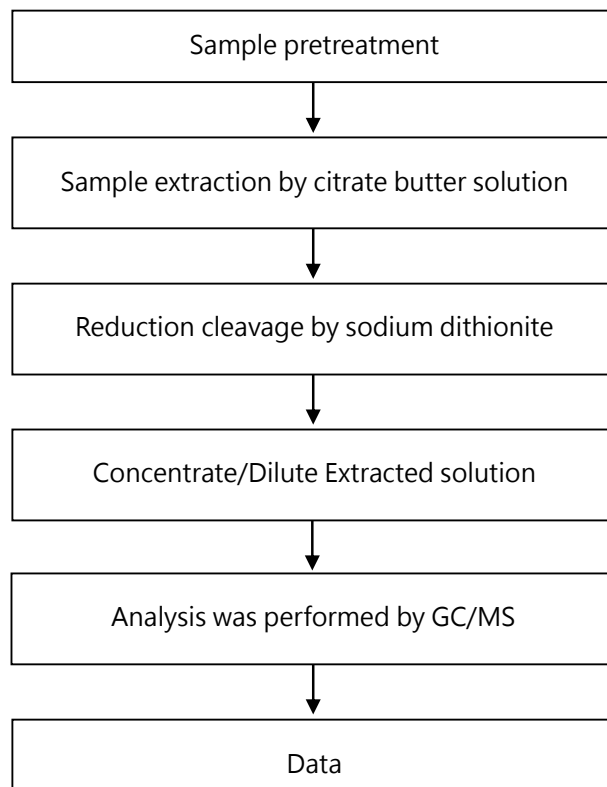 Sample pretreatment
Sample extraction by citrate butter solution
Reduction cleavage by sodium dithionite
Concentrate/Dilute Extracted solution
Analysis was performed by GC/MS
Data